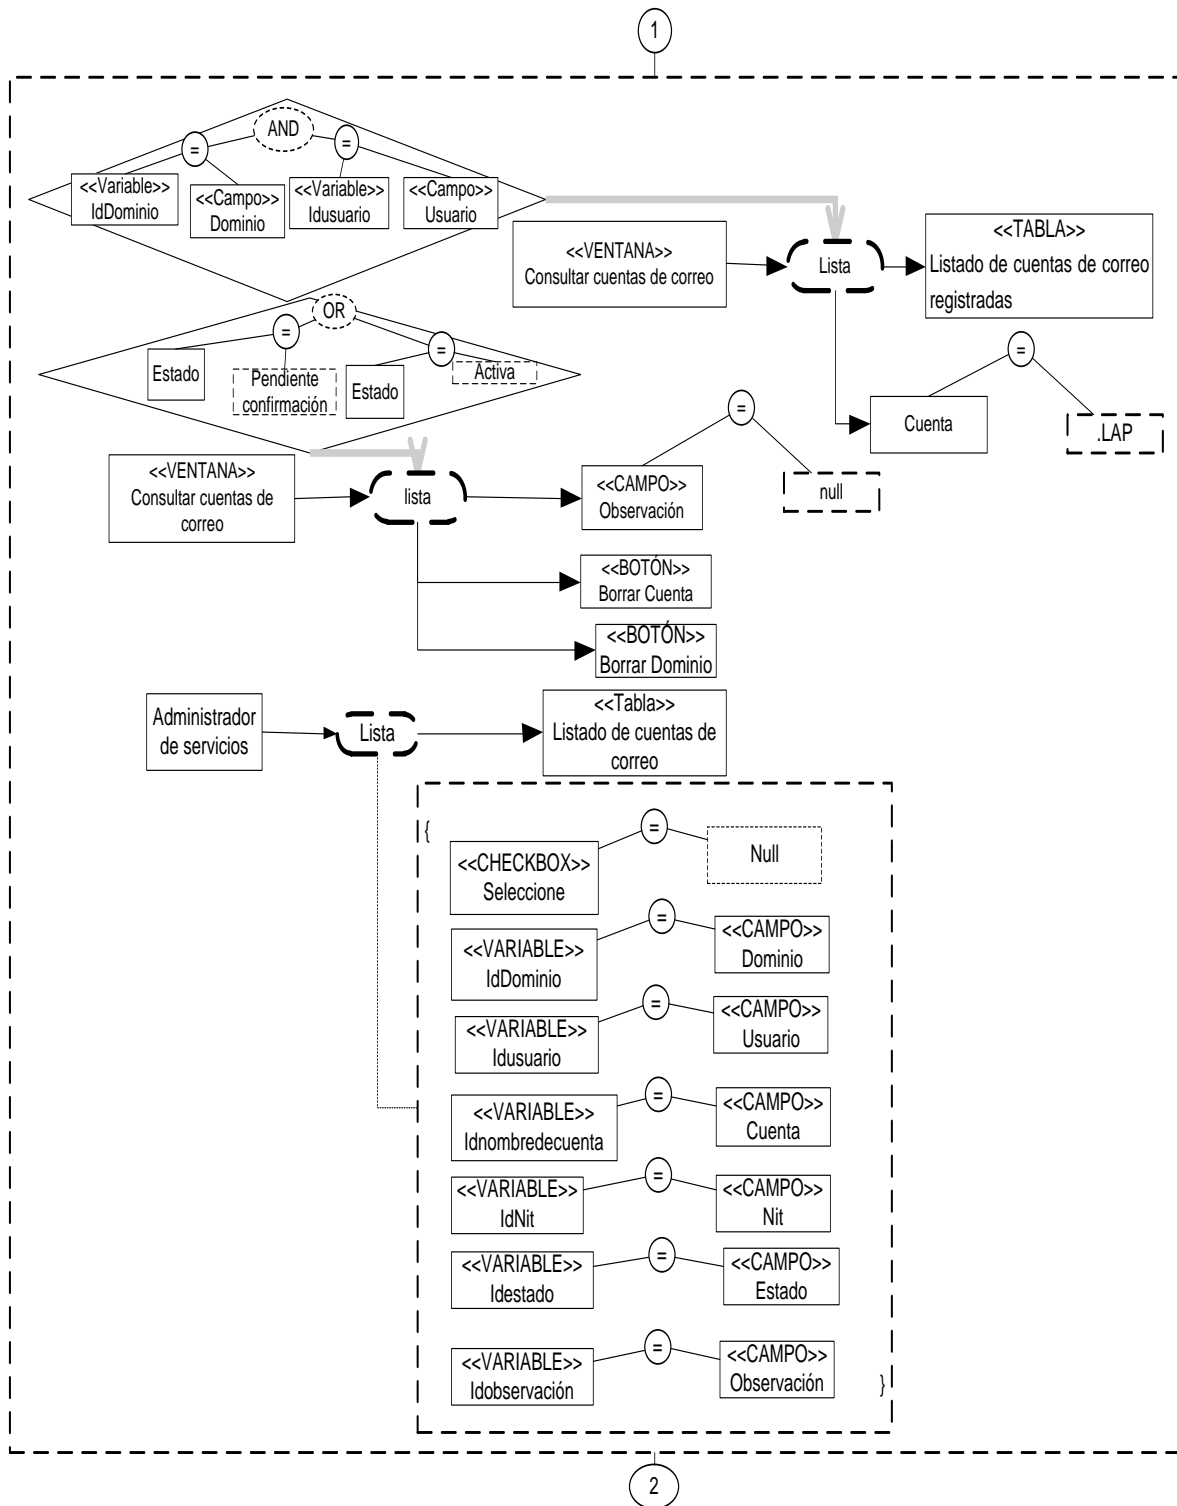 1
AND
=
=
<<Variable>>
IdDominio
<<Campo>>
Dominio
<<Variable>>
Idusuario
<<Campo>>
Usuario
<<VENTANA>>
Consultar cuentas de correo
Lista
<<TABLA>>
Listado de cuentas de correo
registradas
OR
=
=
Estado
Pendiente
confirmación
Estado
Activa
=
Cuenta
.LAP
<<VENTANA>>
Consultar cuentas de
correo
lista
=
<<CAMPO>>
Observación
null
<<BOTÓN>>
Borrar Cuenta
<<BOTÓN>>
Borrar Dominio
Administrador
de servicios
Lista
<<Tabla>>
Listado de cuentas de
correo
{
<<CHECKBOX>>
Seleccione
=
Null
<<VARIABLE>>
IdDominio
=
<<CAMPO>>
Dominio
<<VARIABLE>>
Idusuario
=
<<CAMPO>>
Usuario
<<VARIABLE>>
Idnombredecuenta
=
<<CAMPO>>
Cuenta
<<VARIABLE>>
IdNit
=
<<CAMPO>>
Nit
<<VARIABLE>>
Idestado
=
<<CAMPO>>
Estado
<<VARIABLE>>
Idobservación
=
<<CAMPO>>
Observación
}
2